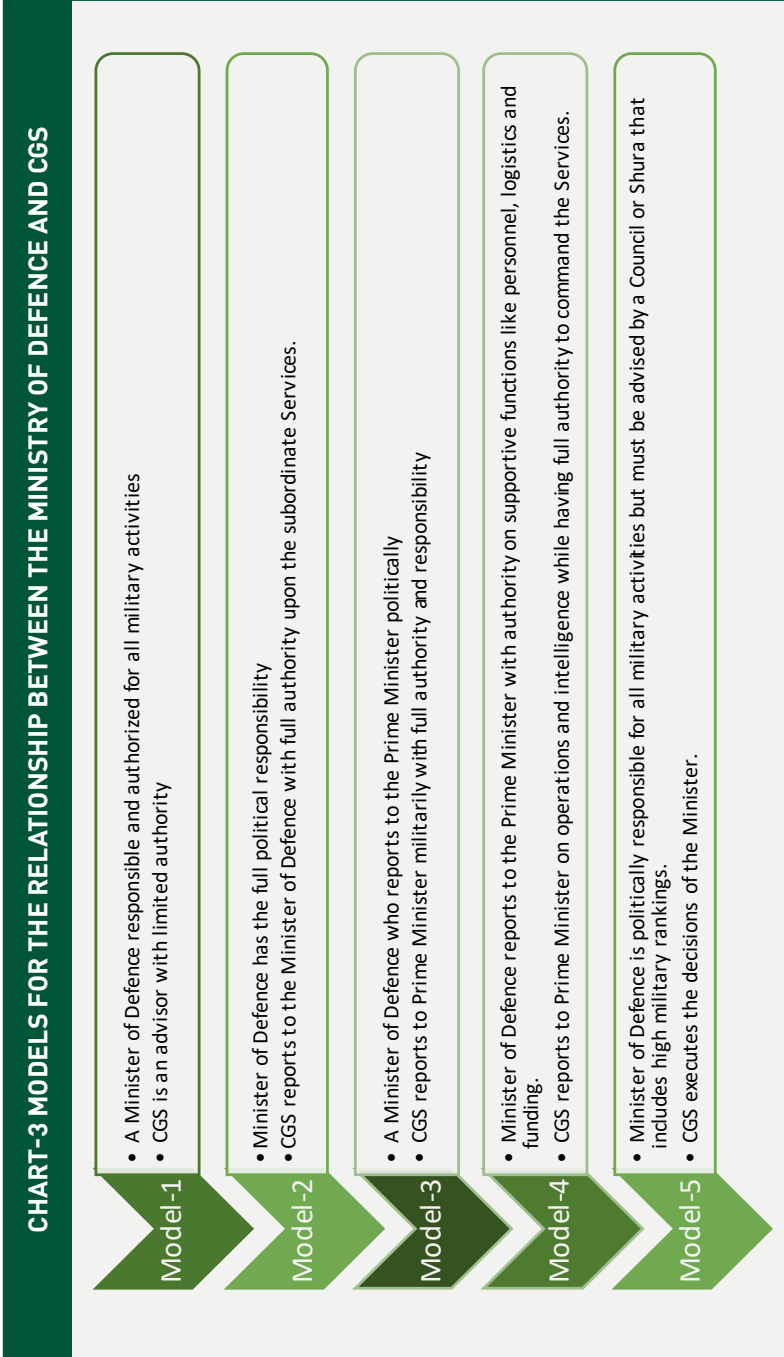 CHART-3 MODELS FOR THE RELATIONSHIP BETWEEN THE MINISTRY OF DEFENCE AND CGS
Model-1
• A Minister of Defence responsible and authorized for all military activities
• CGS is an advisor with limited authority
Model-2
• Minister of Defence has the full political responsibility
• CGS reports to the Minister of Defence with full authority upon the subordinate Services.
Model-3
• A Minister of Defence who reports to the Prime Minister politically
• CGS reports to Prime Minister militarily with full authority and responsibility
Model-4
• Minister of Defence reports to the Prime Minister with authority on supportive functions like personnel, logistics and
funding.
• CGS reports to Prime Minister on operations and intelligence while having full authority to command the Services.
Model-5
• Minister of Defence is politically responsible for all military activities but must be advised by a Council or Shura that
includes high military rankings.
• CGS executes the decisions of the Minister.